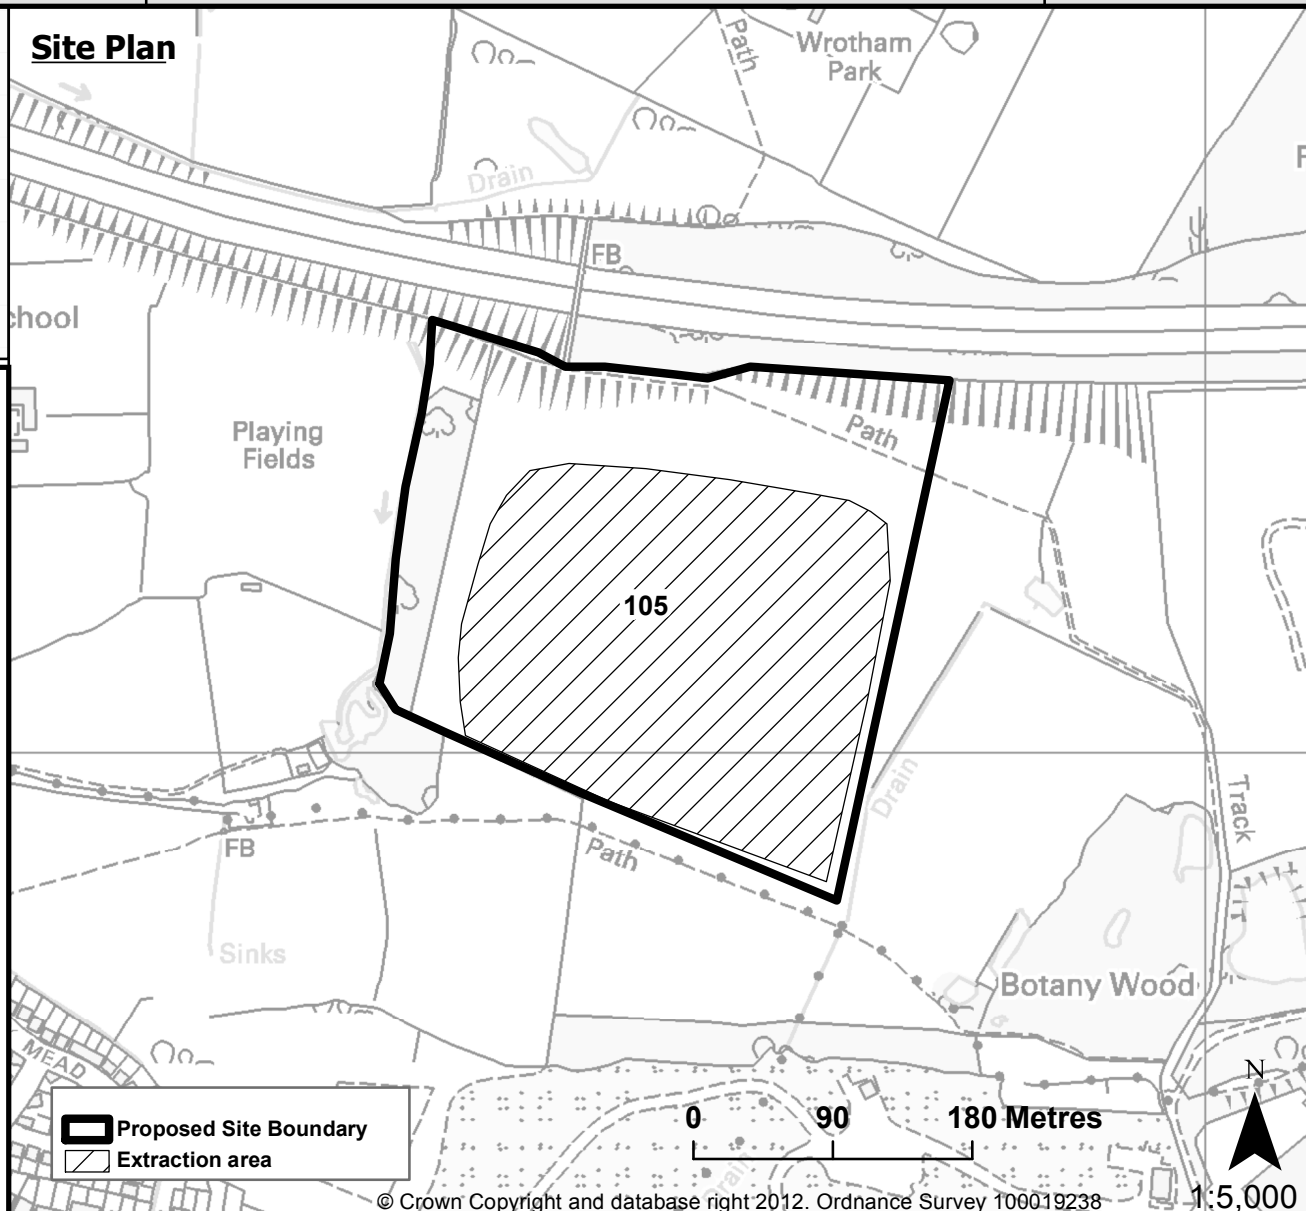 Site Plan
Path
Wrotham
Park
Drain
FB
Playing
Fields
Path
105
Drain
Track
FB
Path
Sinks
Botany Wood
MEAD
N
Proposed Site Boundary
Extraction area
0 90 180 Metres
Drain
© Crown Copyright and database right 2012. Ordnance Survey 100019238
1:5,000